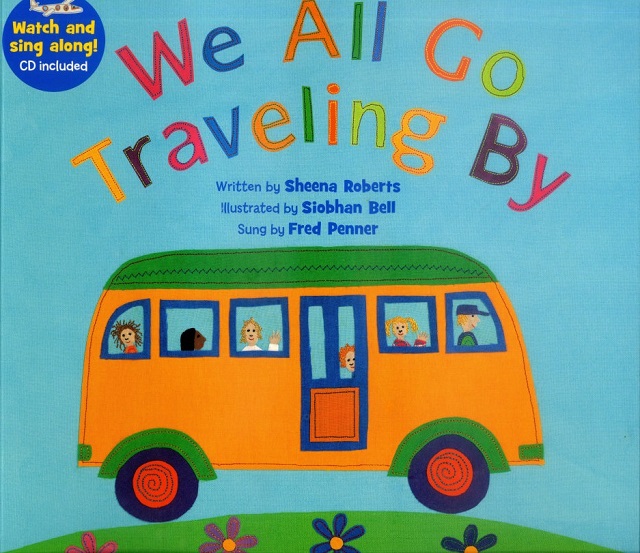 Watch and
sing along!
CD included
We All Go
Traveling By
Written by Sheena Roberts
Illustrated by Siobhan Bell
Sung by Fred Penner